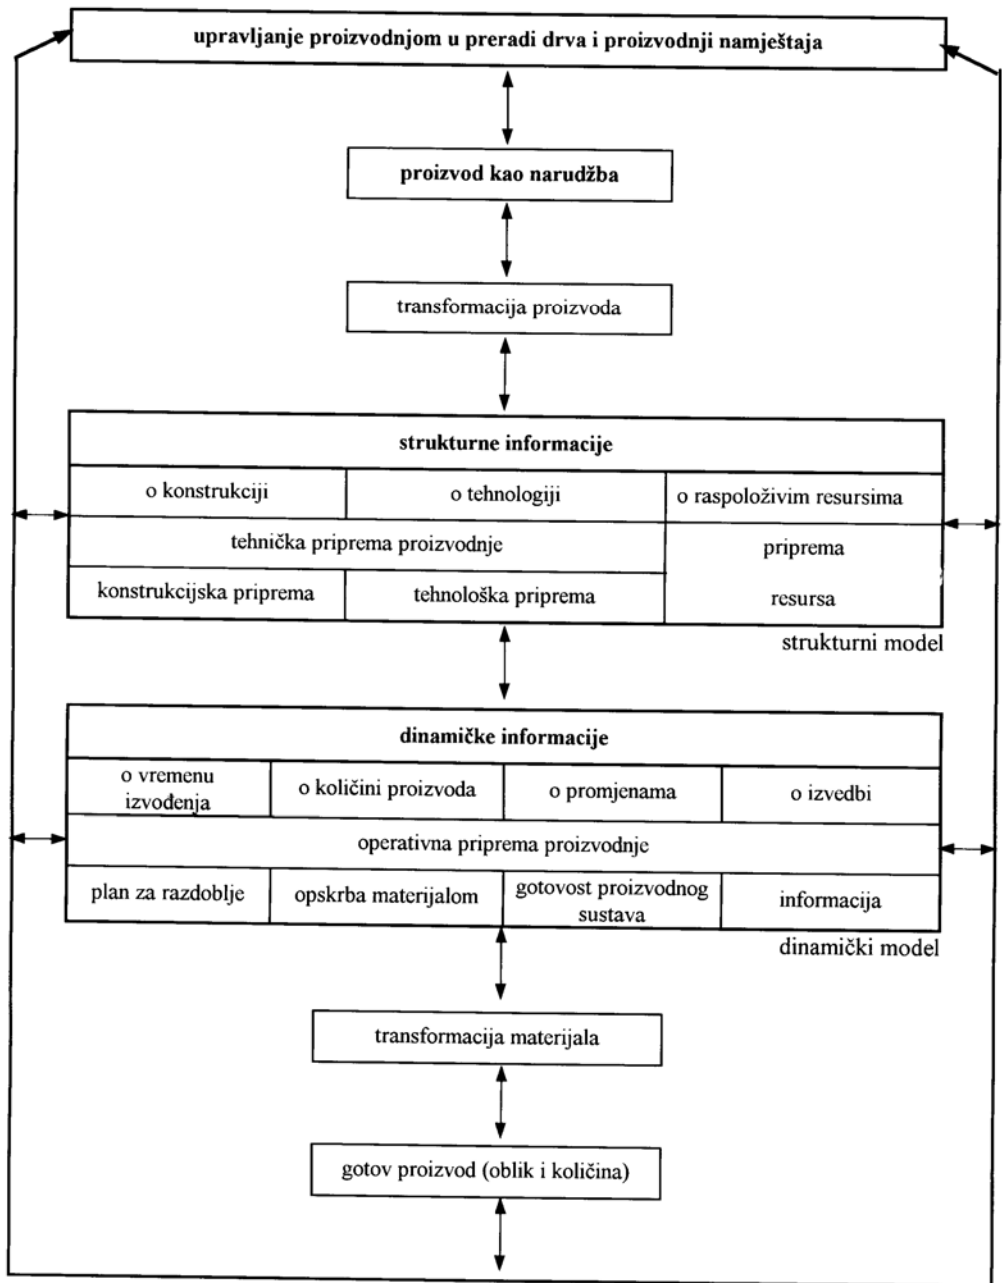 upravljanje proizvodnjom u preradi drva i proizvodnji namještaja
proizvod kao narudžba
transformacija proizvoda
strukturne informacije
o konstrukciji
o tehnologiji
o raspoloživim resursima
tehnička priprema proizvodnje
priprema
konstrukcijska priprema
tehnološka priprema
resursa
strukturni model
dinamičke informacije
o vremenu
izvođenja
o količini proizvoda
o promjenama
o izvedbi
operativna priprema proizvodnje
plan za razdoblje
opskrba materijalom
gotovost proizvodnog
sustava
informacija
dinamički model
transformacija materijala
gotov proizvod (oblik i količina)